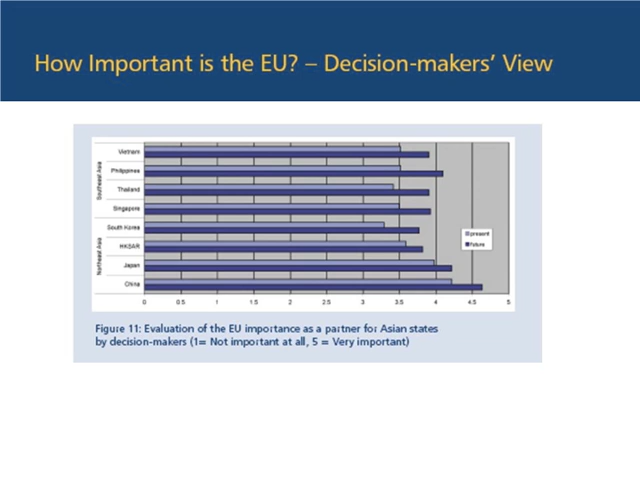 How Important is the EU? – Decision-makers’ View
Southeast Asia
Vietnam
Philippines
Thailand
Singapore
Northeast Asia
South Korea
HKSAR
Japan
China
present
future
0 0.5 1 1.5 2 2.5 3 3.5 4 4.5 5
Figure 11: Evaluation of the EU importance as a partner for Asian states
by decision-makers (1= Not important at all, 5 = Very important)